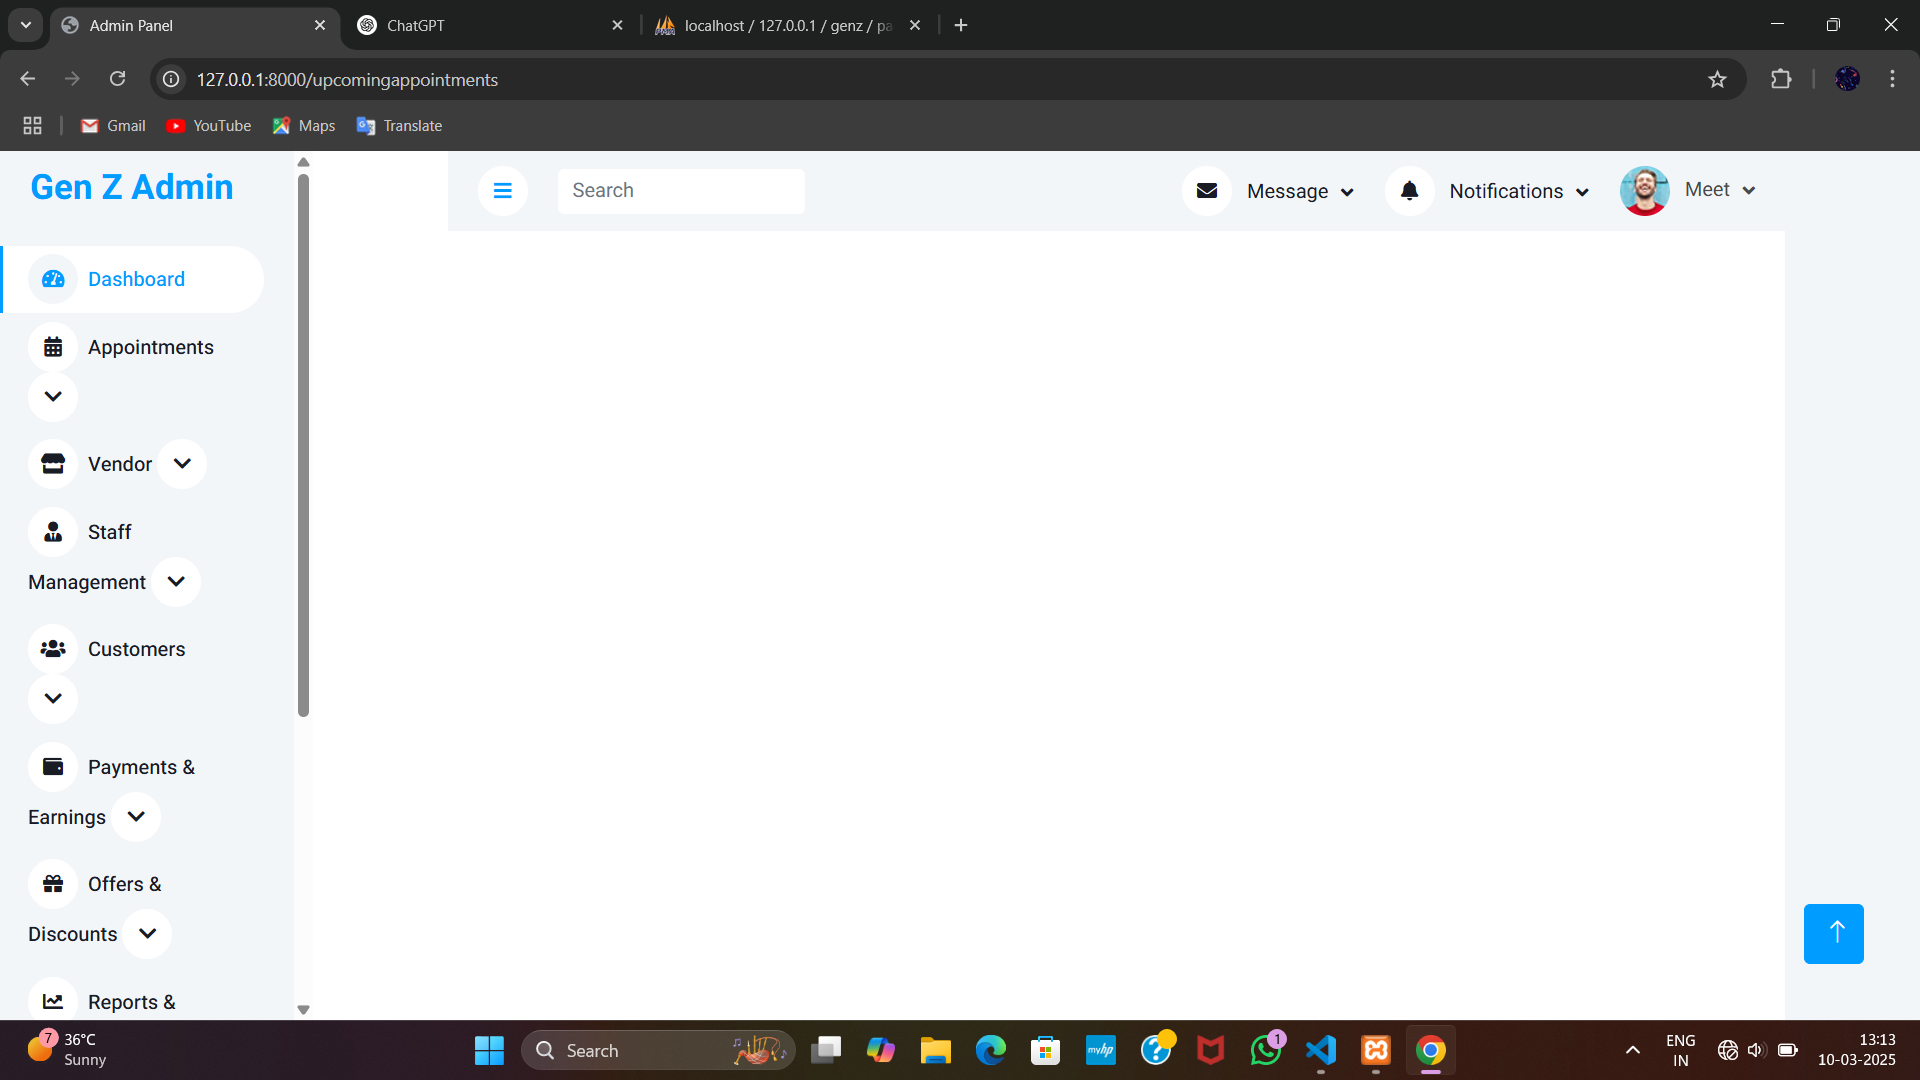 Admin Panel
ChatGPT
localhost / 127.0.0.1 / genz / pa
127.0.0.1:8000/upcomingappointments
Gmail
YouTube
Maps
Translate
Gen Z Admin
Search
Message
Notifications
Meet
Dashboard
Appointments
Vendor
Staff
Management
Customers
Payments &
Earnings
Offers &
Discounts
Reports &
7
36°C
Sunny
Search
myhp
1
ENG
IN
13:13
10-03-2025